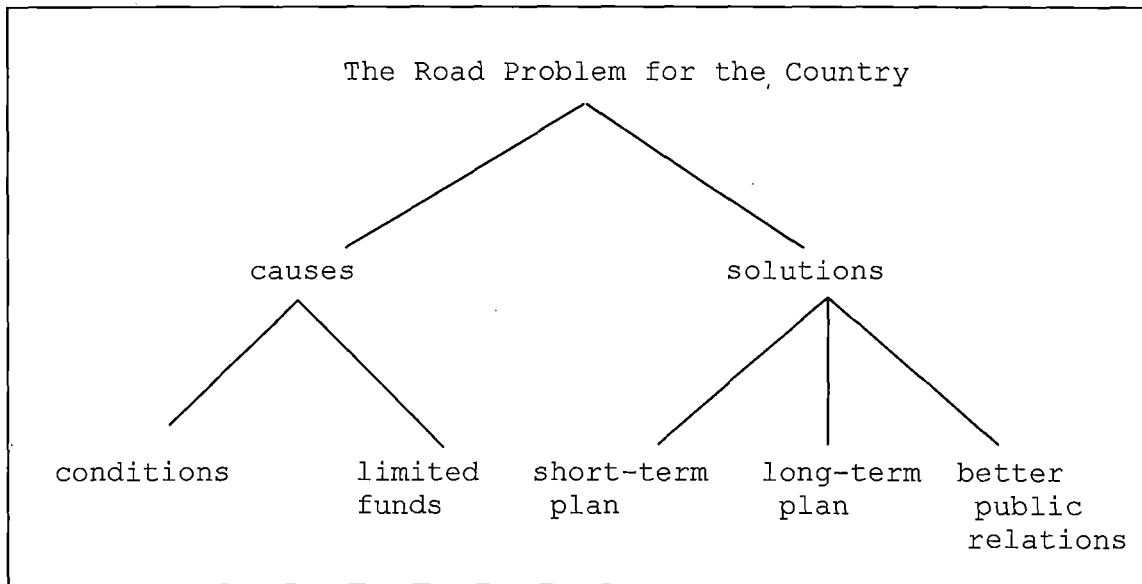 The Road Problem for the Country
causes solutions
conditions limited short-term long-term better
funds plan plan public
relations